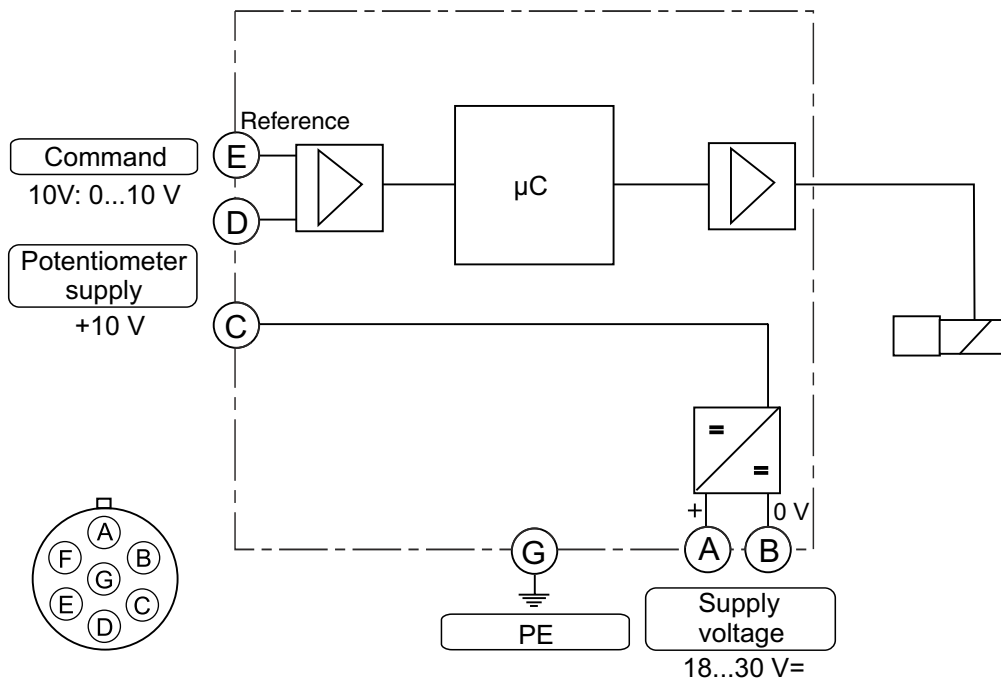 Reference
E
Command
10V: 0...10 V
D
µC
Potentiometer
supply
+10 V
C
=
=
+
0 V
G
A
B
PE
Supply
voltage
18...30 V=
A
F
B
G
E
C
D